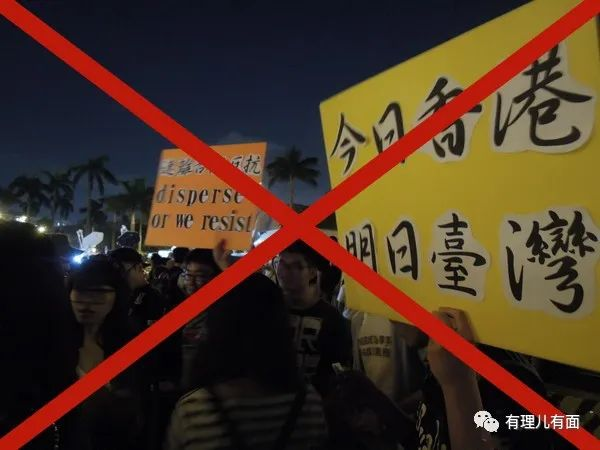 今日香港
明日臺灣
disperse
or we resist
有理儿有面